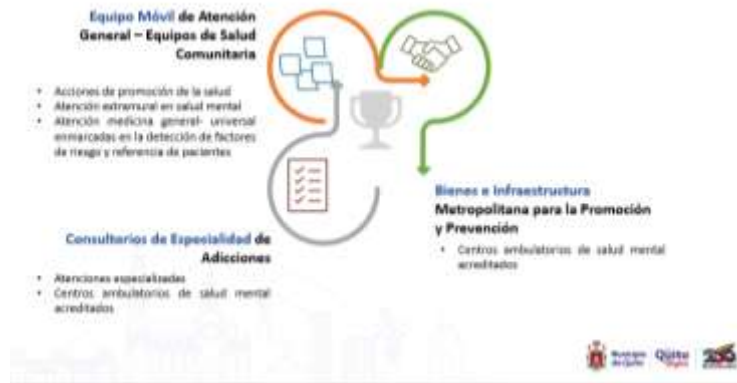 Equipo Móvil de Atención
General – Equipos de Salud
Comunitaria
• Acciones de promoción de la salud
• Atención extramural en salud mental
• Atención medicina general- universal
enmarcadas en la detección de factores
de riesgo y referencia de pacientes
Bienes e Infraestructura
Metropolitana para la Promoción
y Prevención
• Centros ambulatorios de salud mental
acreditados
Consultorios de Especialidad de
Adicciones
• Atenciones especializadas
• Centros ambulatorios de salud mental
acreditados
Municipio
de Quito
Quito